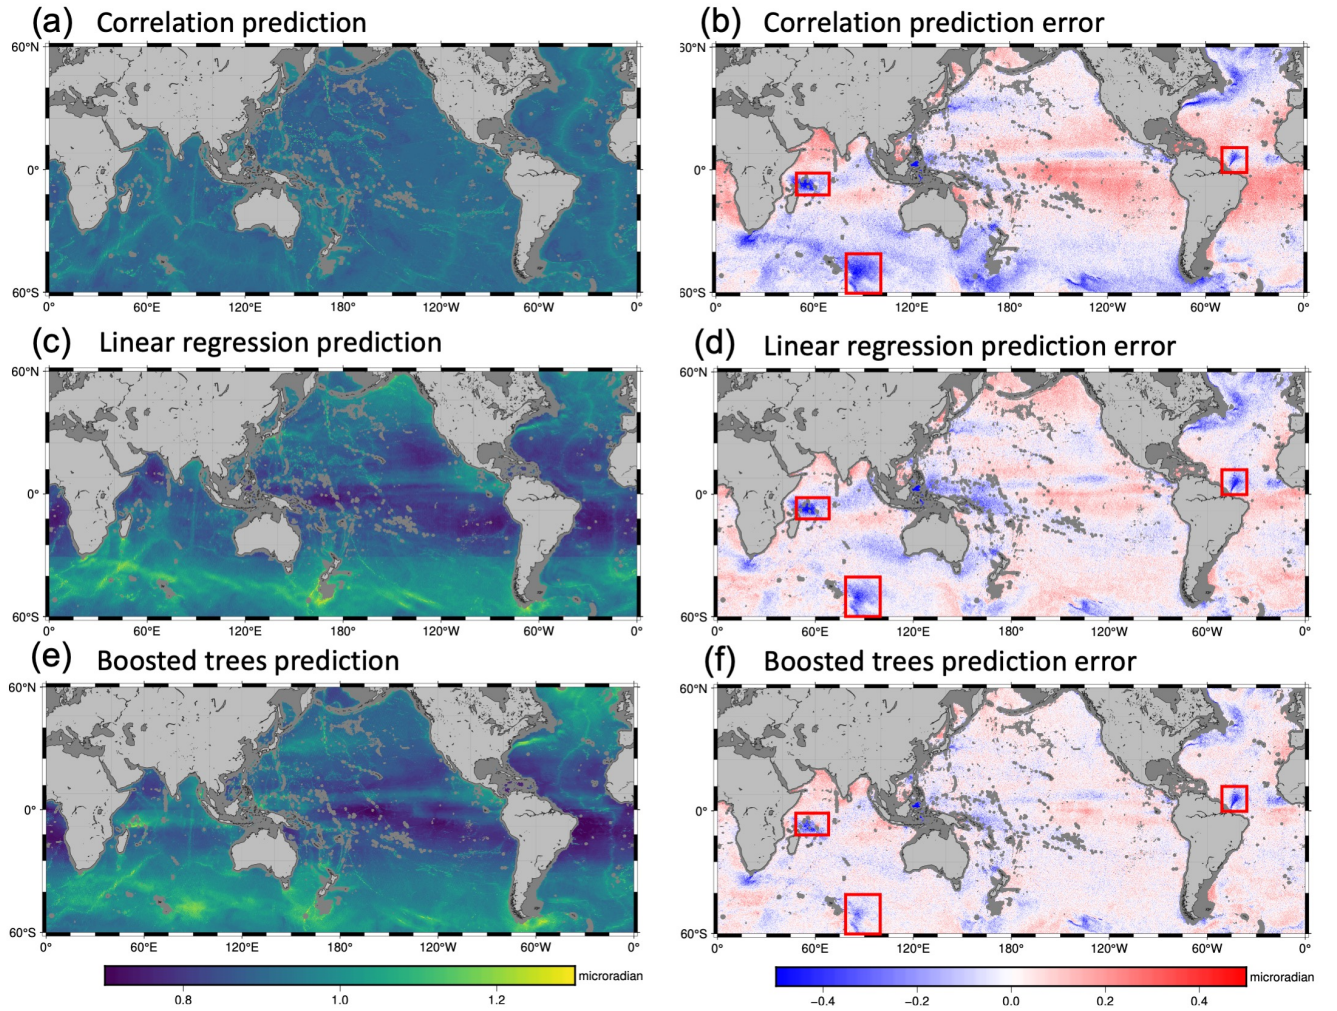 (a) Correlation prediction
(b) Correlation prediction error
60°N
0°
60°S
0° 60°E 120°E 180° 120°W 60°W 0°
30°N
0°
30°S
0° 60°E 120°E 180° 120°W 60°W 0°
(c) Linear regression prediction
(d) Linear regression prediction error
60°N
0°
60°S
0° 60°E 120°E 180° 120°W 60°W 0°
60°N
0°
60°S
0° 60°E 120°E 180° 120°W 60°W 0°
(e) Boosted trees prediction
(f) Boosted trees prediction error
60°N
0°
60°S
0° 60°E 120°E 180° 120°W 60°W 0°
60°N
0°
60°S
0° 60°E 120°E 180° 120°W 60°W 0°
microradian
0.8 1.0 1.2
microradian
−0.4 −0.2 0.0 0.2 0.4